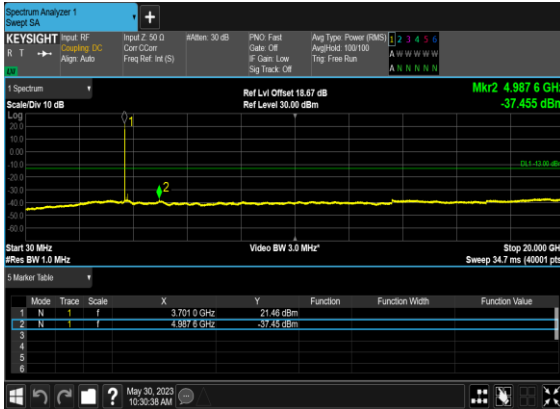 Spectrum Analyzer 1
Swept SA
+
KEYSIGHT Input: RF Input Z: 50 Ω #Atten: 30 dB PNO: Fast Avg Type: Power (RMS) 1 2 3 4 5 6
R T Coupling: DC Corr CCorr Gate: Off Avg|Hold: 100/100 A W W W W W
Align: Auto Freq Ref: Int (S) IF Gain: Low Trig: Free Run
Sig Track: Off A N N N N N
1 Spectrum Ref Lvl Offset 18.67 dB Mkr2 4.987 6 GHz
Scale/Div 10 dB Ref Level 30.00 dBm -37.455 dBm
Log
1
20.0
10.0
0.00
-10.0
DL1 -13.00 dBm
-20.0
-30.0
2
-40.0
-50.0
-60.0
Start 30 MHz Video BW 3.0 MHz* Stop 20.000 GH
#Res BW 1.0 MHz Sweep 34.7 ms (40001 pts
5 Marker Table
Mode Trace Scale X Y Function Function Width Function Value
1 N 1 f 3.701 0 GHz 21.46 dBm
2 N 1 f 4.987 6 GHz -37.45 dBm
3
4
5
6
? May 30, 2023
10:30:38 AM